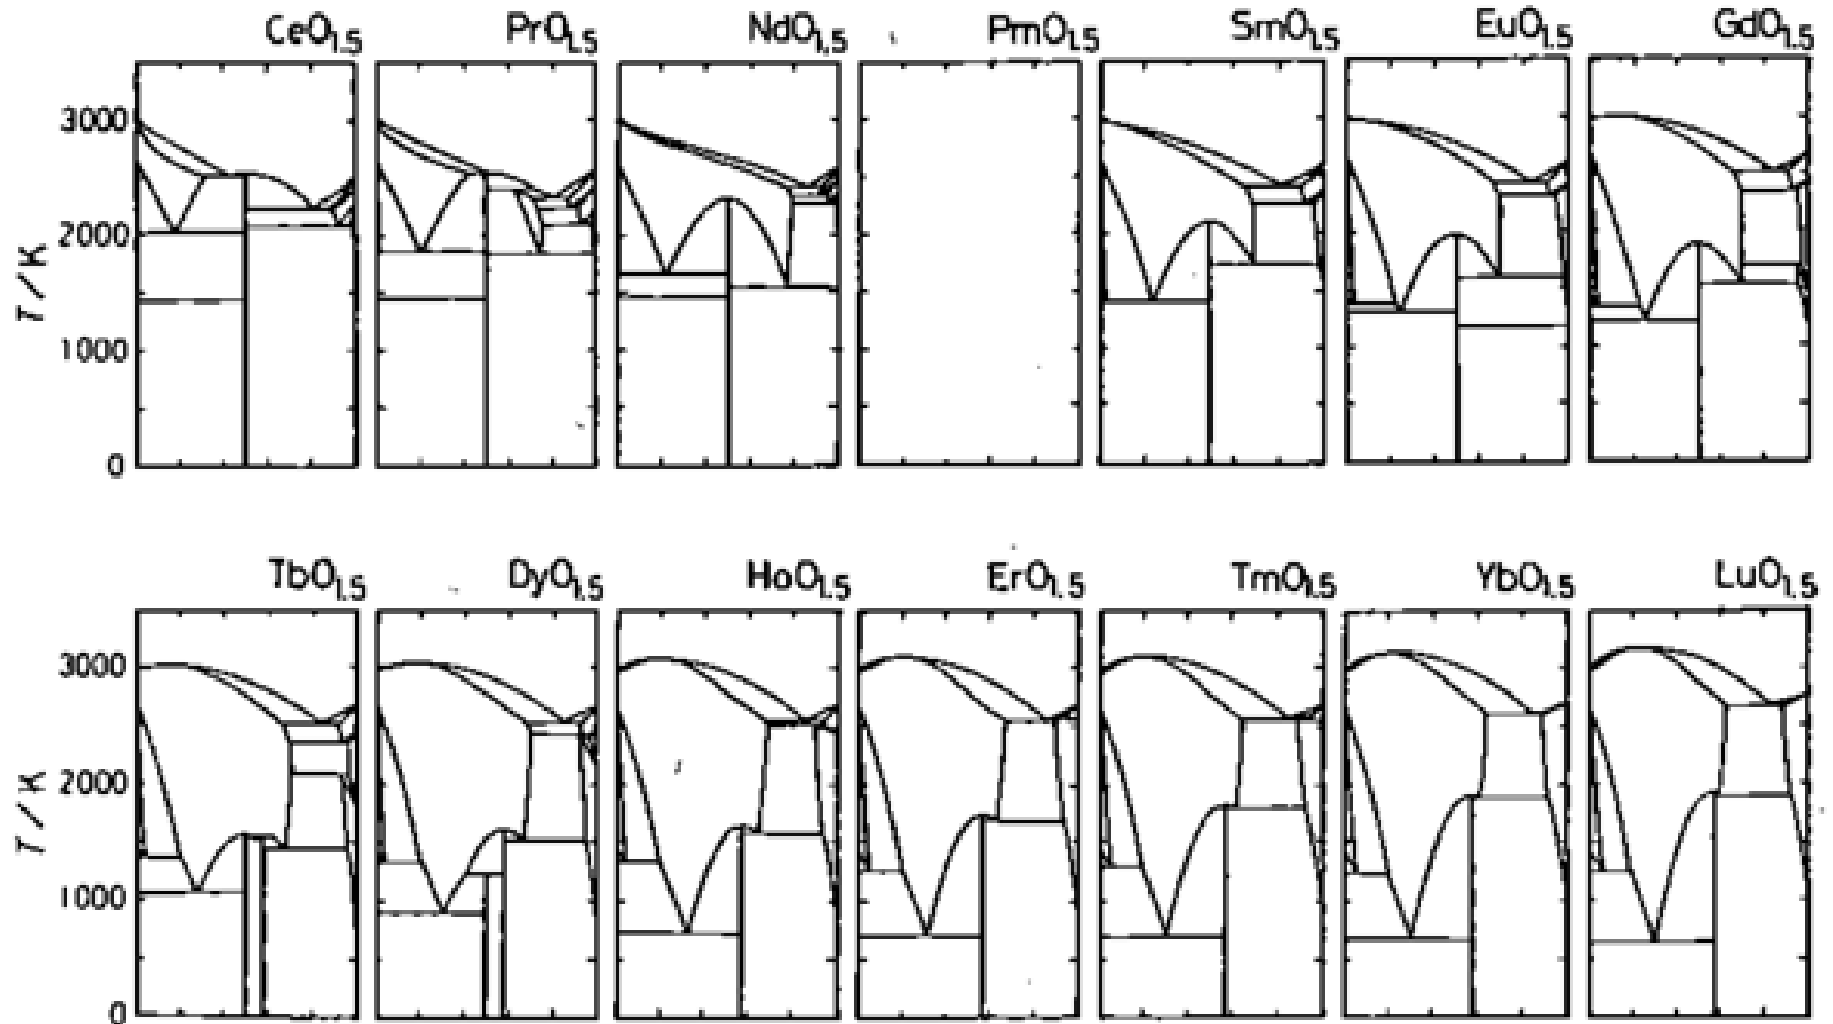 CeO1.5 PrO1.5 NdO1.5 PmO1.5 SmO1.5 EuO1.5 GdO1.5
3000
2000
T/K
1000
0
TbO1.5 DyO1.5 HoO1.5 ErO1.5 TmO1.5 YbO1.5 LuO1.5
3000
2000
T/K
1000
0